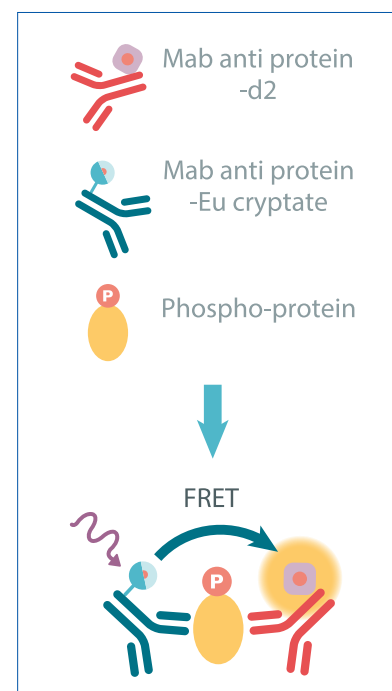 Mab anti protein
-d2
Mab anti protein
-Eu cryptate
P
Phospho-protein
FRET
P